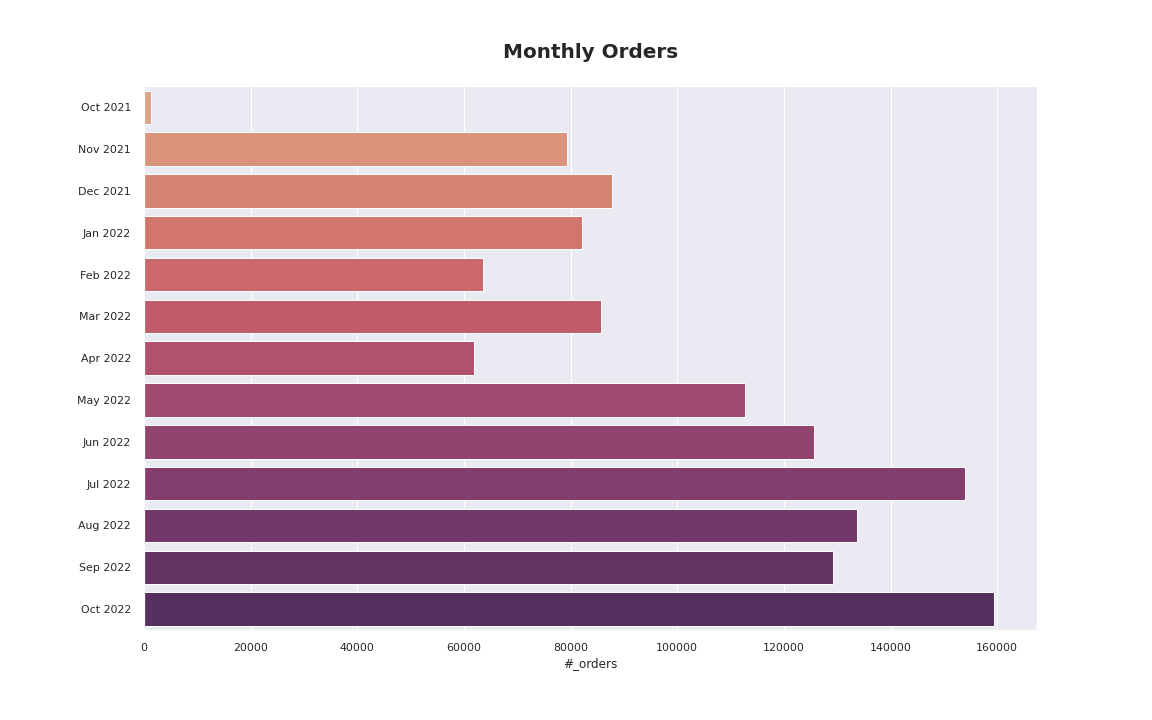 Monthly Orders
Oct 2021
Nov 2021
Dec 2021
Jan 2022
Feb 2022
Mar 2022
Apr 2022
May 2022
Jun 2022
Jul 2022
Aug 2022
Sep 2022
Oct 2022
0 20000 40000 60000 80000 100000 120000 140000 160000
#_orders